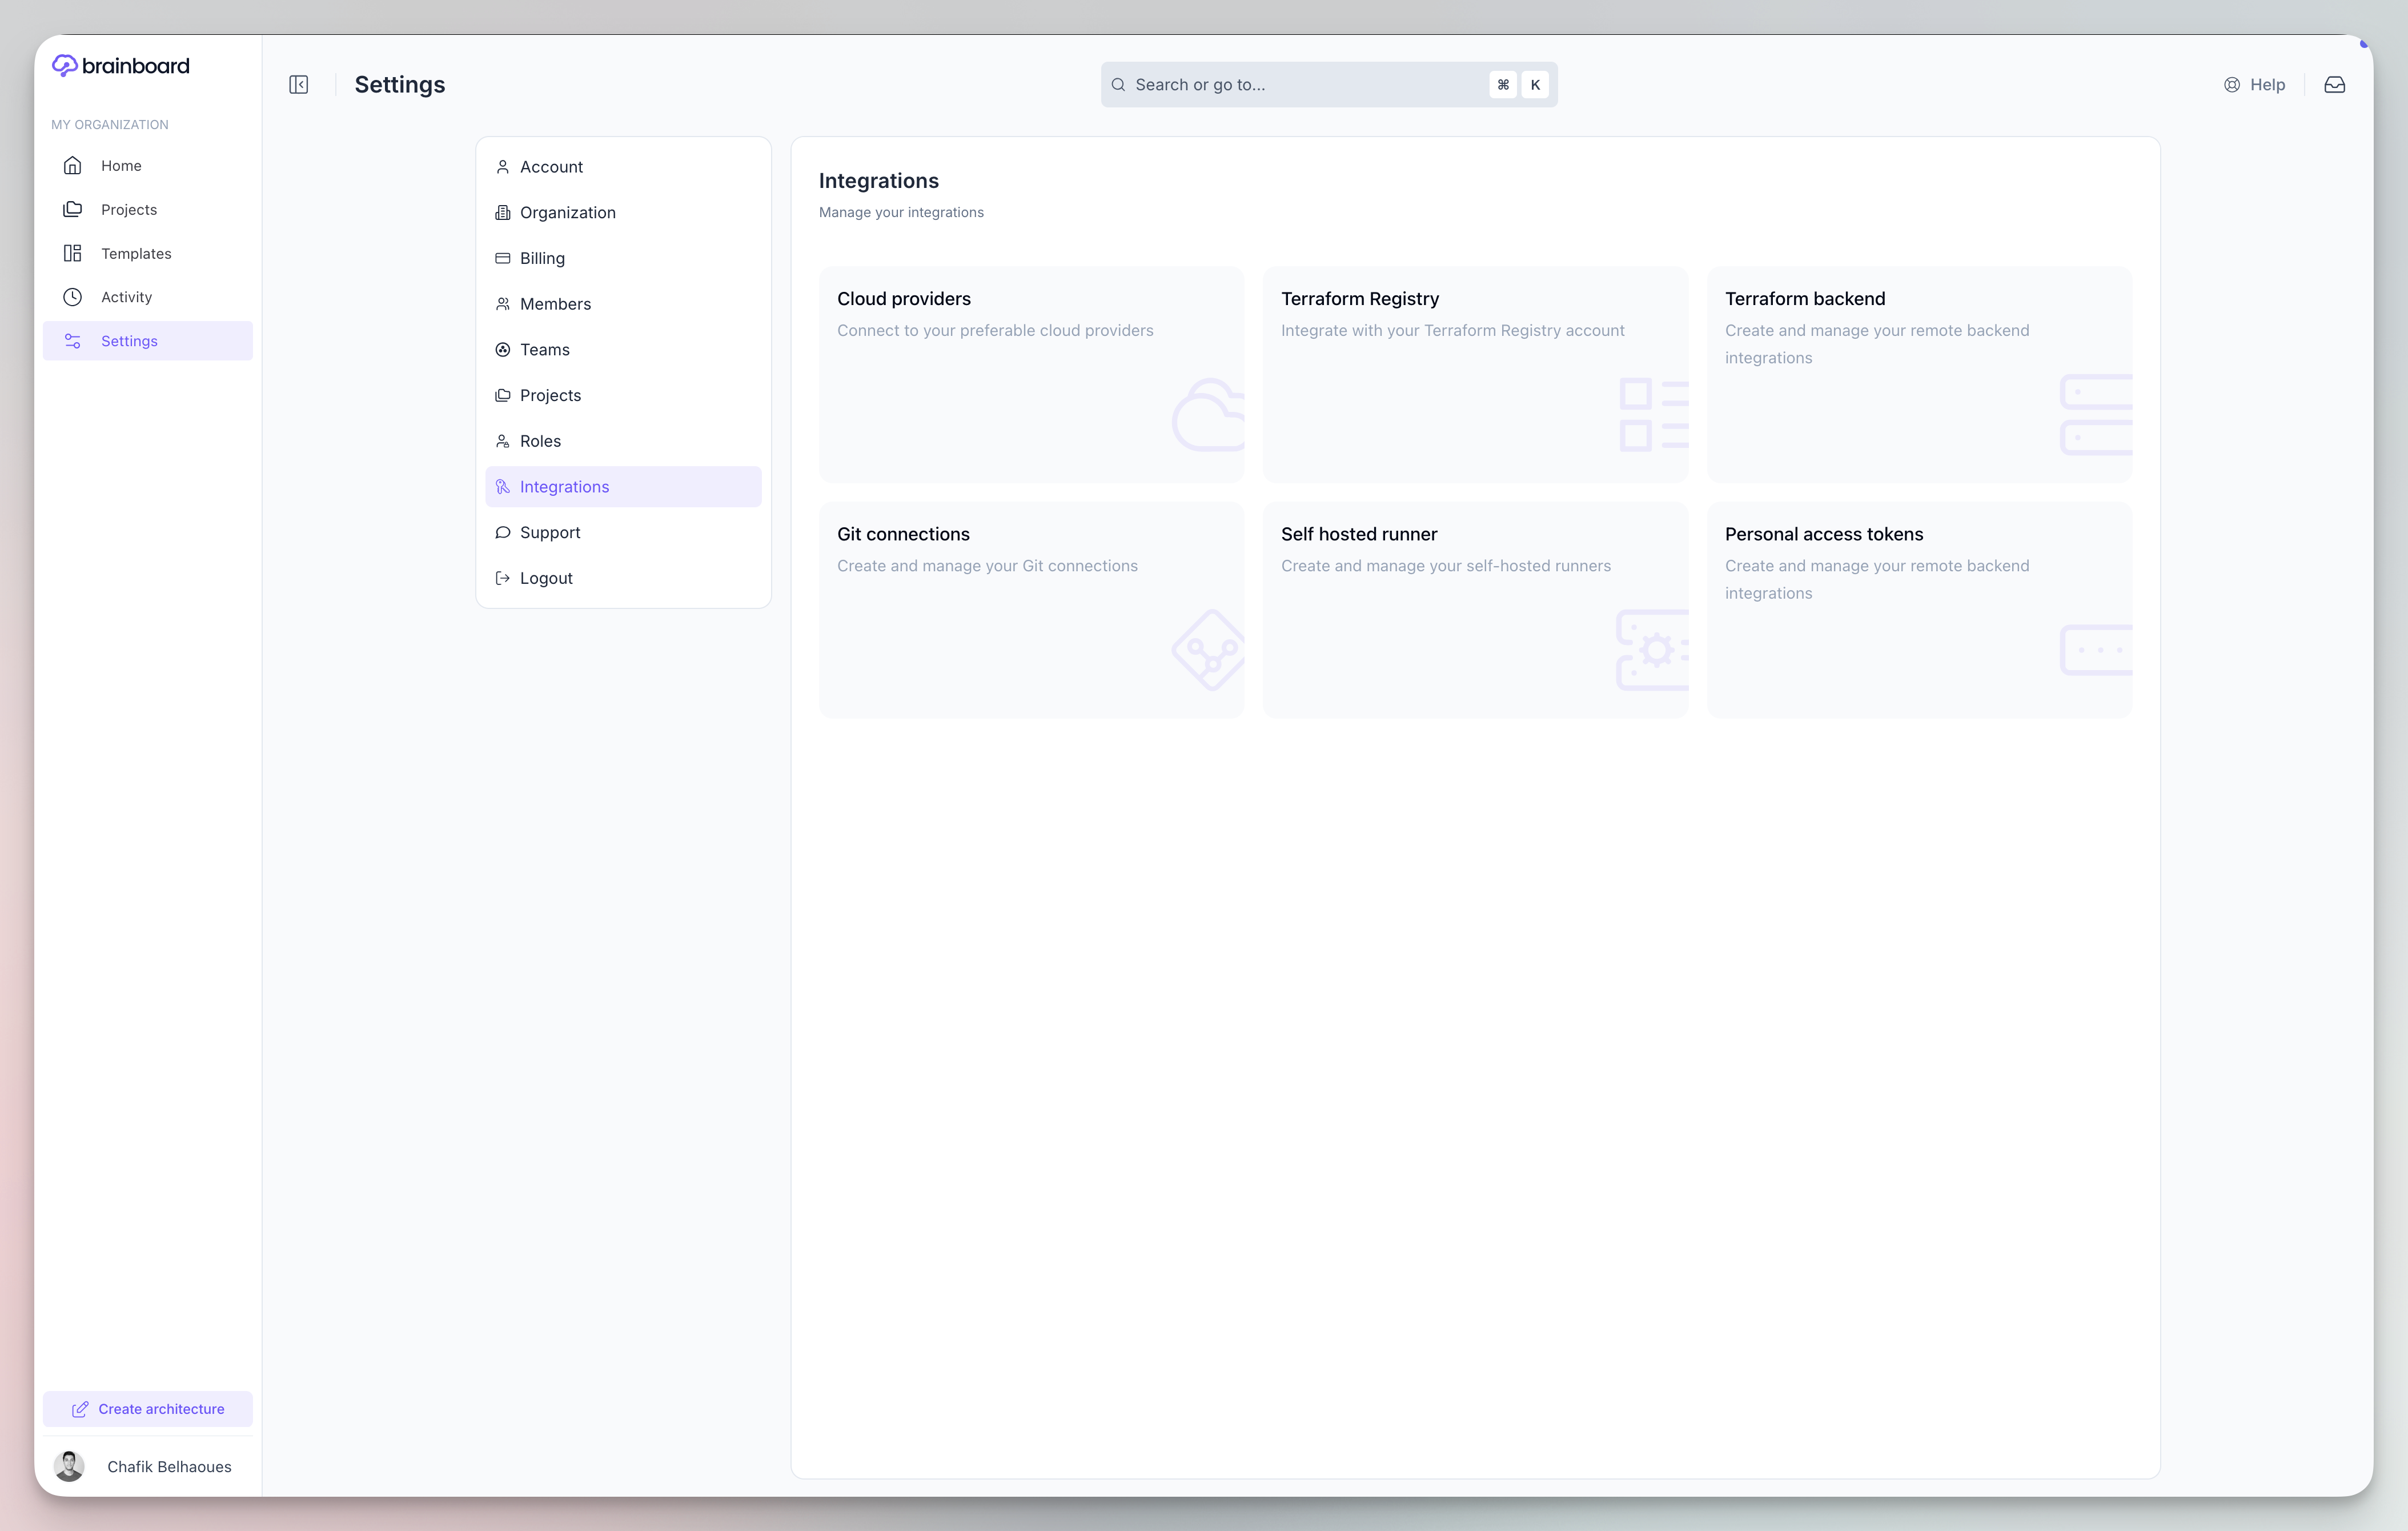 brainboard
MY ORGANIZATION
Home
Projects
Templates
Activity
Settings
Create architecture
Chafik Belhaoues
Settings
Search or go to...
⌘ K
Help
Account
Organization
Billing
Members
Teams
Projects
Roles
Integrations
Support
Logout
Integrations
Manage your integrations
Cloud providers
Connect to your preferable cloud providers
Terraform Registry
Integrate with your Terraform Registry account
Terraform backend
Create and manage your remote backend
integrations
Git connections
Create and manage your Git connections
Self hosted runner
Create and manage your self-hosted runners
Personal access tokens
Create and manage your remote backend
integrations